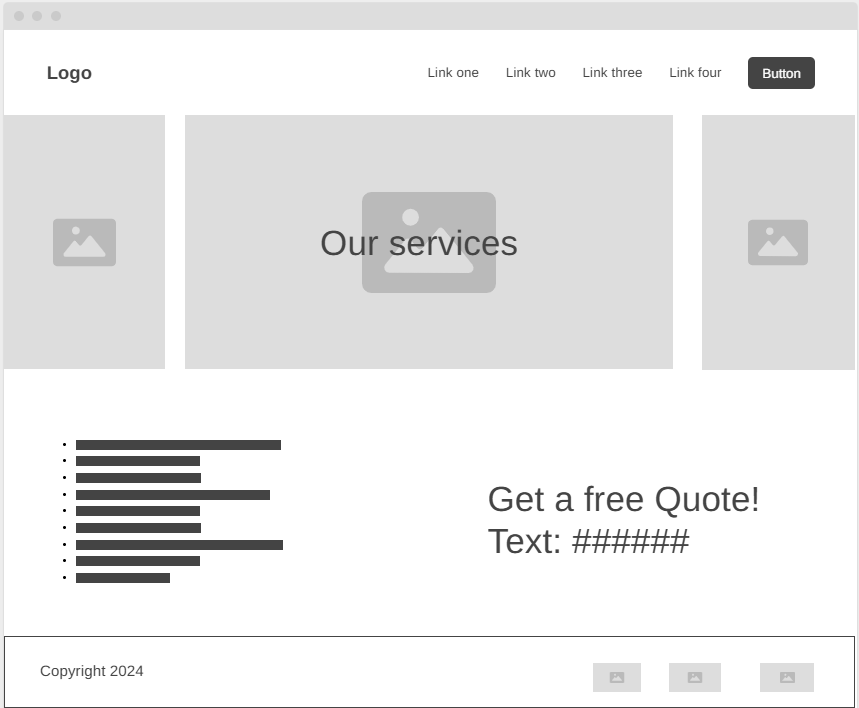 Logo
Link one Link two Link three Link four Button
Our services
Get a free Quote!
Text: ######
Copyright 2024